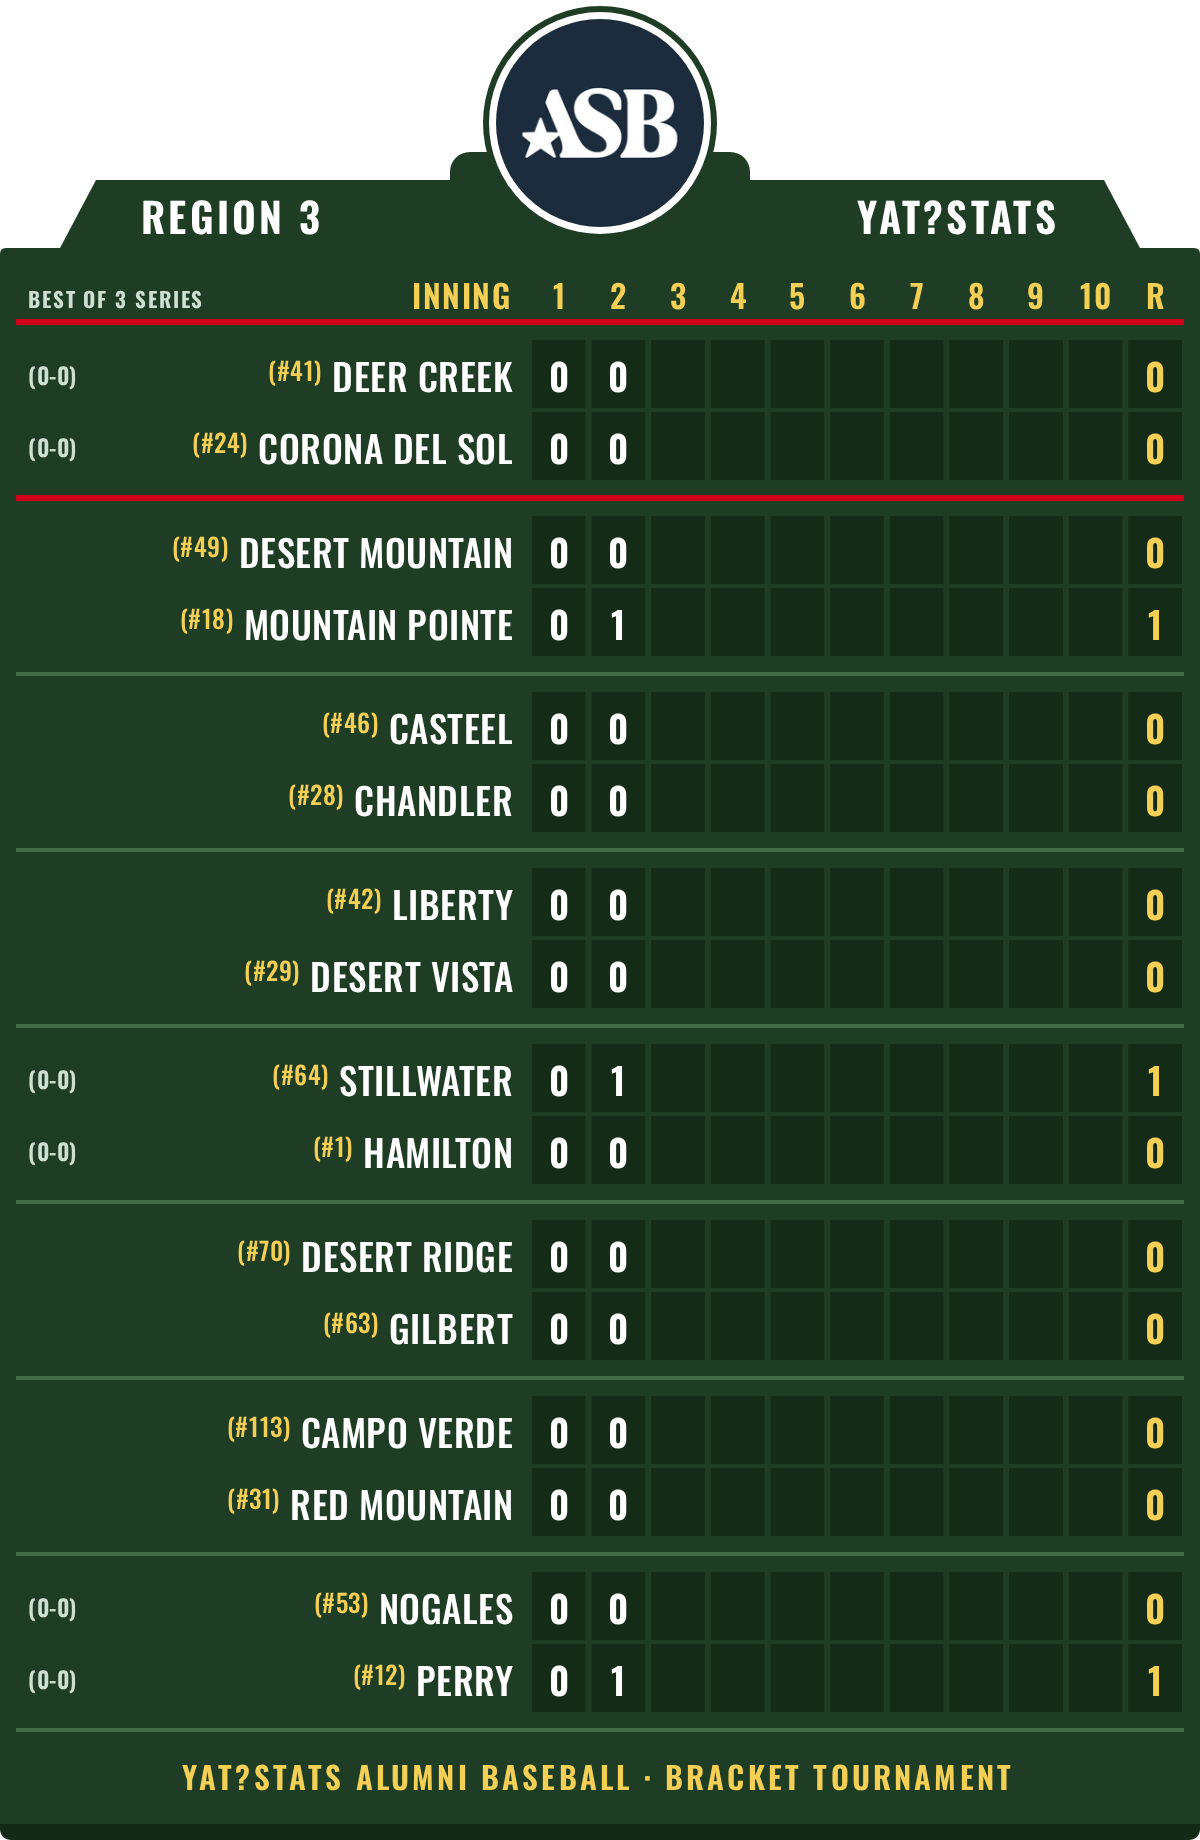 ASB
REGION 3 YAT?STATS
BEST OF 3 SERIES INNING 1 2 3 4 5 6 7 8 9 10 R
(0-0) (#41) DEER CREEK 0 0 0
(0-0) (#24) CORONA DEL SOL 0 0 0
(#49) DESERT MOUNTAIN 0 0 0
(#18) MOUNTAIN POINTE 0 1 1
(#46) CASTEEL 0 0 0
(#28) CHANDLER 0 0 0
(#42) LIBERTY 0 0 0
(#29) DESERT VISTA 0 0 0
(0-0) (#64) STILLWATER 0 1 1
(0-0) (#1) HAMILTON 0 0 0
(#70) DESERT RIDGE 0 0 0
(#63) GILBERT 0 0 0
(#113) CAMPO VERDE 0 0 0
(#31) RED MOUNTAIN 0 0 0
(0-0) (#53) NOGALES 0 0 0
(0-0) (#12) PERRY 0 1 1
YAT?STATS ALUMNI BASEBALL · BRACKET TOURNAMENT